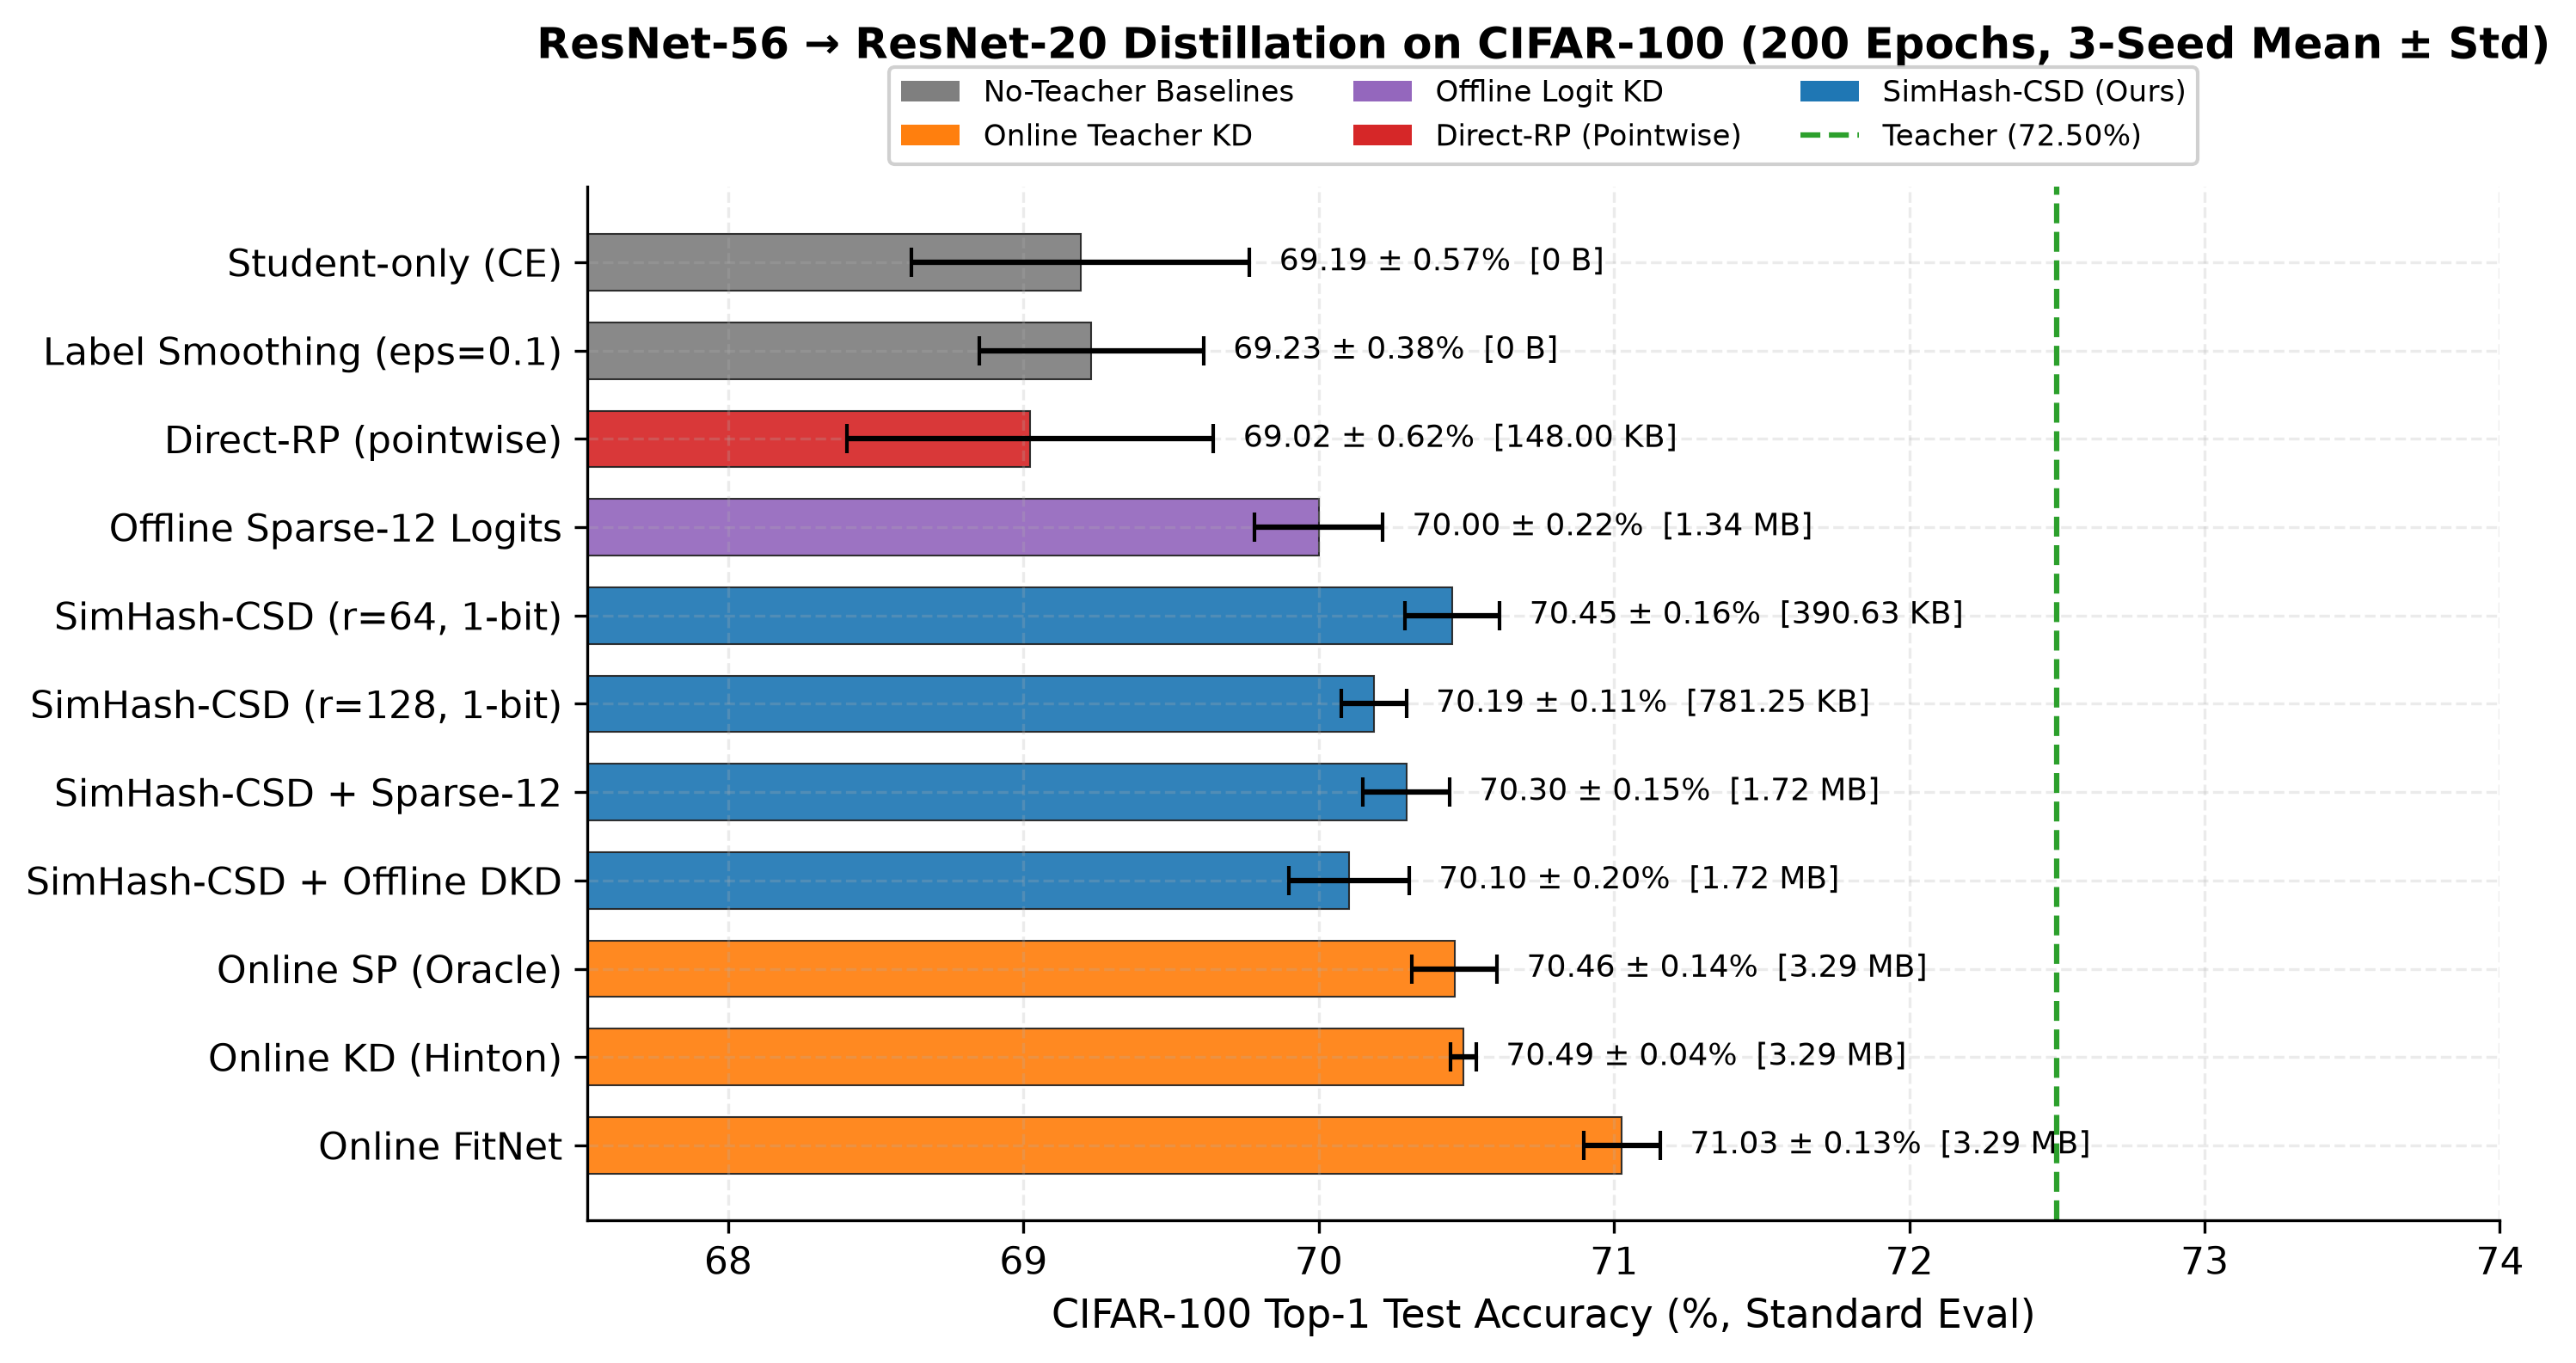 ResNet-56 → ResNet-20 Distillation on CIFAR-100 (200 Epochs, 3-Seed Mean ± Std)
No-Teacher Baselines
Online Teacher KD
Offline Logit KD
Direct-RP (Pointwise)
SimHash-CSD (Ours)
Teacher (72.50%)
Student-only (CE) 69.19 ± 0.57% [0 B]
Label Smoothing (eps=0.1) 69.23 ± 0.38% [0 B]
Direct-RP (pointwise) 69.02 ± 0.62% [148.00 KB]
Offline Sparse-12 Logits 70.00 ± 0.22% [1.34 MB]
SimHash-CSD (r=64, 1-bit) 70.45 ± 0.16% [390.63 KB]
SimHash-CSD (r=128, 1-bit) 70.19 ± 0.11% [781.25 KB]
SimHash-CSD + Sparse-12 70.30 ± 0.15% [1.72 MB]
SimHash-CSD + Offline DKD 70.10 ± 0.20% [1.72 MB]
Online SP (Oracle) 70.46 ± 0.14% [3.29 MB]
Online KD (Hinton) 70.49 ± 0.04% [3.29 MB]
Online FitNet 71.03 ± 0.13% [3.29 MB]
68 69 70 71 72 73 74
CIFAR-100 Top-1 Test Accuracy (%, Standard Eval)